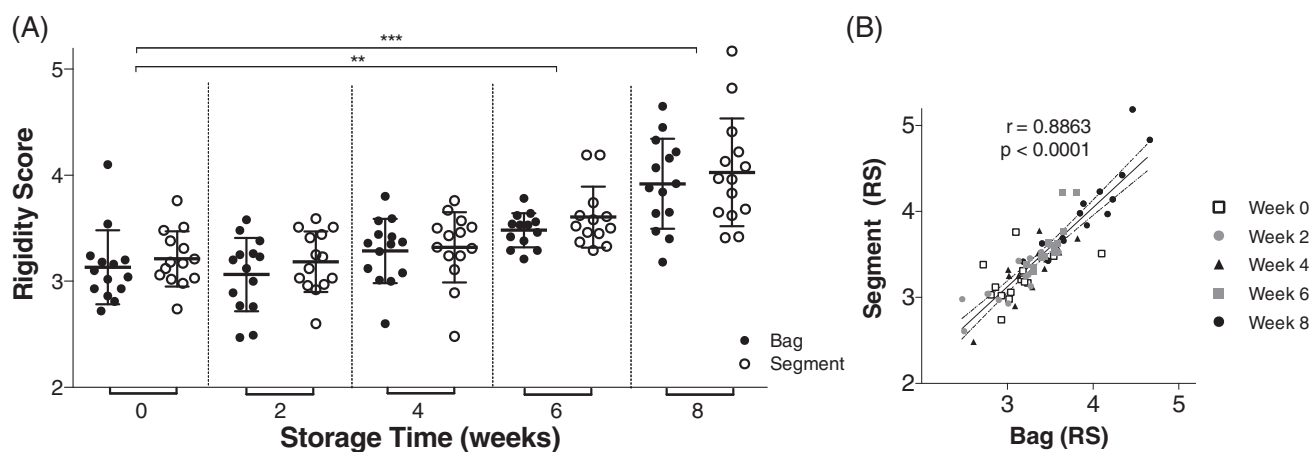 (A)
***
**
Rigidity Score
5
4
3
2
Bag
Segment
0 2 4 6 8
Storage Time (weeks)
(B)
Segment (RS)
5
4
3
2
r = 0.8863
p < 0.0001
3 4 5
Bag (RS)
Week 0
Week 2
Week 4
Week 6
Week 8